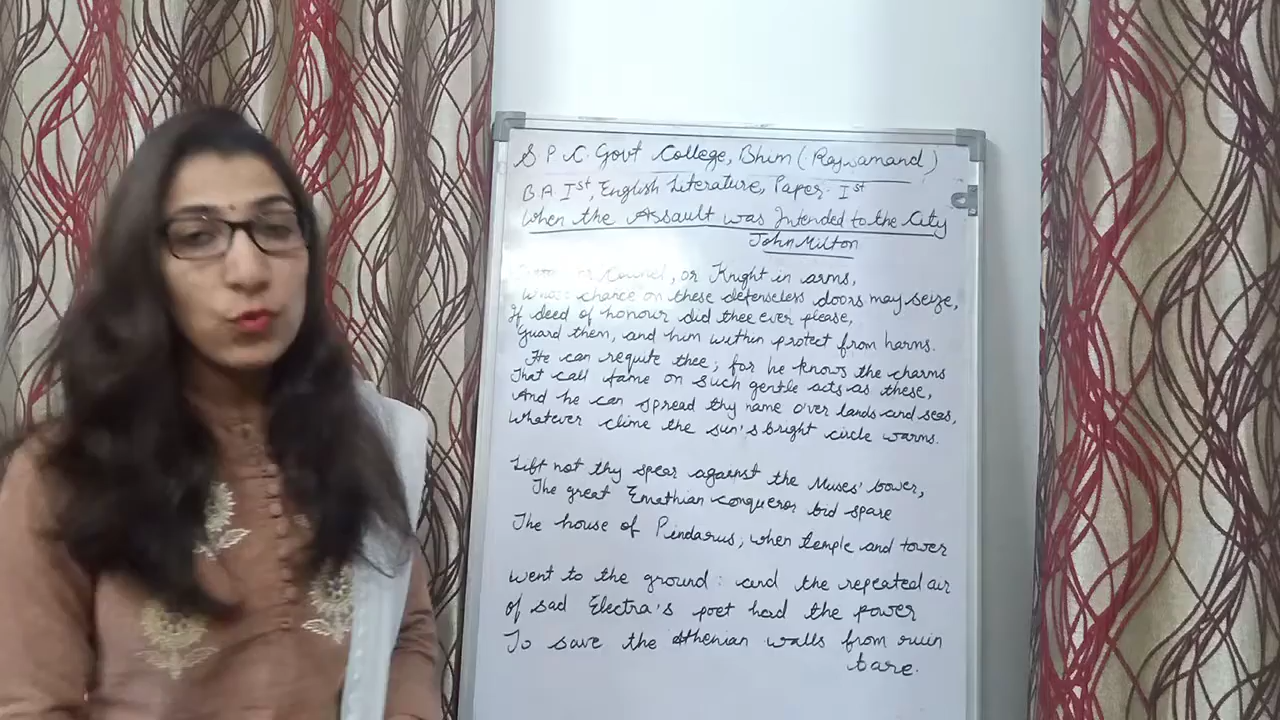 S P C. Govt College, Bhim (Rajsamand)
B.A. Ist, English Literature, Paper- Ist
When the Assault was Intended to the City
John Milton
or Colonel, or Knight in arms,
Whose chance on these defenseless doors may seize,
If deed of honour did thee ever please,
Guard them, and him within protect from harms.
He can requite thee; for he knows the charms
That call fame on such gentle acts as these,
And he can spread thy name o'er lands and seas,
Whatever clime the sun's bright circle warms.
Lift not thy spear against the Muses' bower,
The great Emathian conqueror bid spare
The house of Pindarus, when temple and tower
Went to the ground: and the repeated air
Of sad Electra's poet had the power
To save the Athenian walls from ruin
bare.